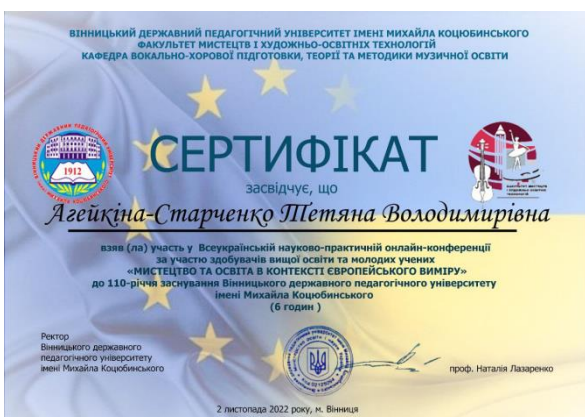 ВІННИЦЬКИЙ ДЕРЖАВНИЙ ПЕДАГОГІЧНИЙ УНІВЕРСИТЕТ ІМЕНІ МИХАЙЛА КОЦЮБИНСЬКОГО
ФАКУЛЬТЕТ МИСТЕЦТВ І ХУДОЖНЬО-ОСВІТНІХ ТЕХНОЛОГІЙ
КАФЕДРА ВОКАЛЬНО-ХОРОВОЇ ПІДГОТОВКИ, ТЕОРІЇ ТА МЕТОДИКИ МУЗИЧНОЇ ОСВІТИ
СЕРТИФІКАТ
1912
засвідчує, що
Агейкіна-Старченко Тетяна Володимирівна
взяв (ла) участь у Всеукраїнській науково-практичній онлайн-конференції
за участю здобувачів вищої освіти та молодих учених
«МИСТЕЦТВО ТА ОСВІТА В КОНТЕКСТІ ЄВРОПЕЙСЬКОГО ВИМІРУ»
до 110-річчя заснування Вінницького державного педагогічного університету
імені Михайла Коцюбинського
(6 годин )
Ректор
Вінницького державного
педагогічного університету
імені Михайла Коцюбинського
проф. Наталія Лазаренко
2 листопада 2022 року, м. Вінниця